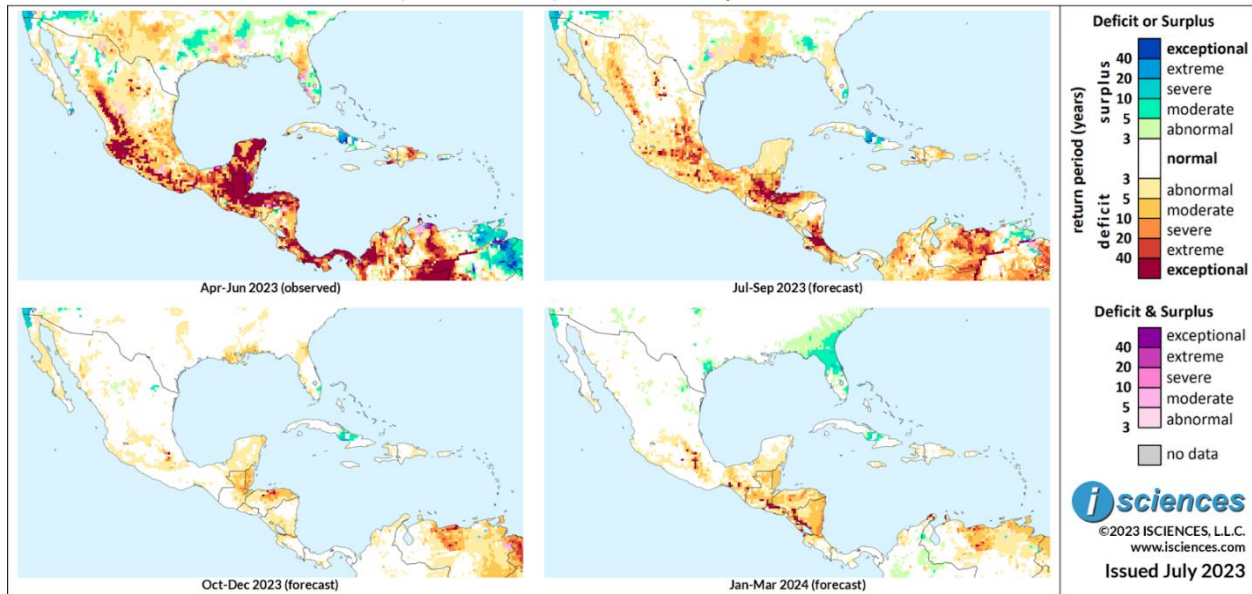 Apr-Jun 2023 (observed)
Jul-Sep 2023 (forecast)
Oct-Dec 2023 (forecast)
Jan-Mar 2024 (forecast)
Deficit or Surplus
return period (years)
surplus
deficit
40
20
10
5
3
3
5
10
20
40
exceptional
extreme
severe
moderate
abnormal
normal
abnormal
moderate
severe
extreme
exceptional
Deficit & Surplus
40
20
10
5
3
exceptional
extreme
severe
moderate
abnormal
no data
i sciences
©2023 ISCIENCES, L.L.C.
www.isciences.com
Issued July 2023